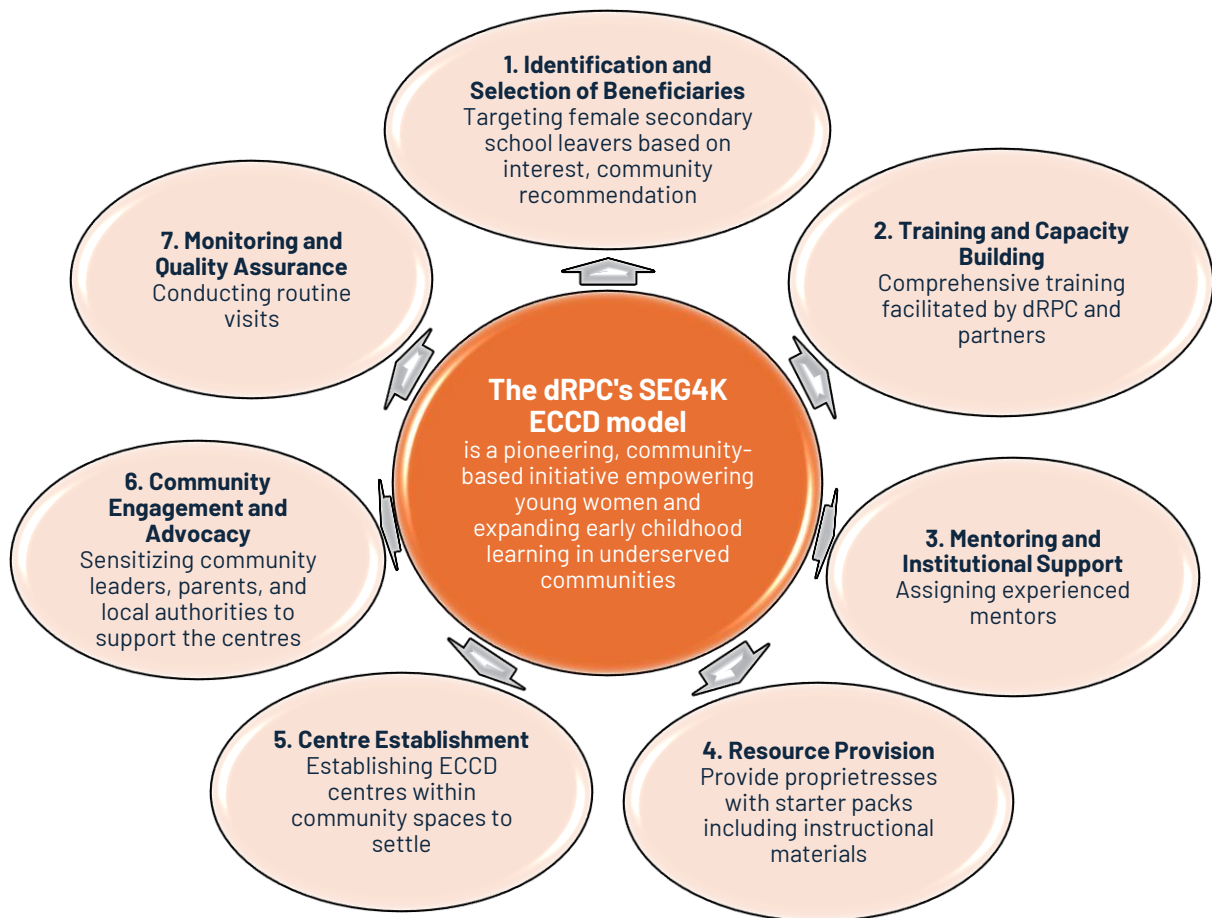 1. Identification and
Selection of Beneficiaries
Targeting female secondary
school leavers based on
interest, community
recommendation
2. Training and Capacity
Building
Comprehensive training
facilitated by dRPC and
partners
3. Mentoring and
Institutional Support
Assigning experienced
mentors
4. Resource Provision
Provide proprietresses
with starter packs
including instructional
materials
5. Centre Establishment
Establishing ECCD
centres within
community spaces to
settle
6. Community
Engagement and
Advocacy
Sensitizing community
leaders, parents, and
local authorities to
support the centres
7. Monitoring and
Quality Assurance
Conducting routine
visits
The dRPC's SEG4K
ECCD model
is a pioneering, community-
based initiative empowering
young women and
expanding early childhood
learning in underserved
communities